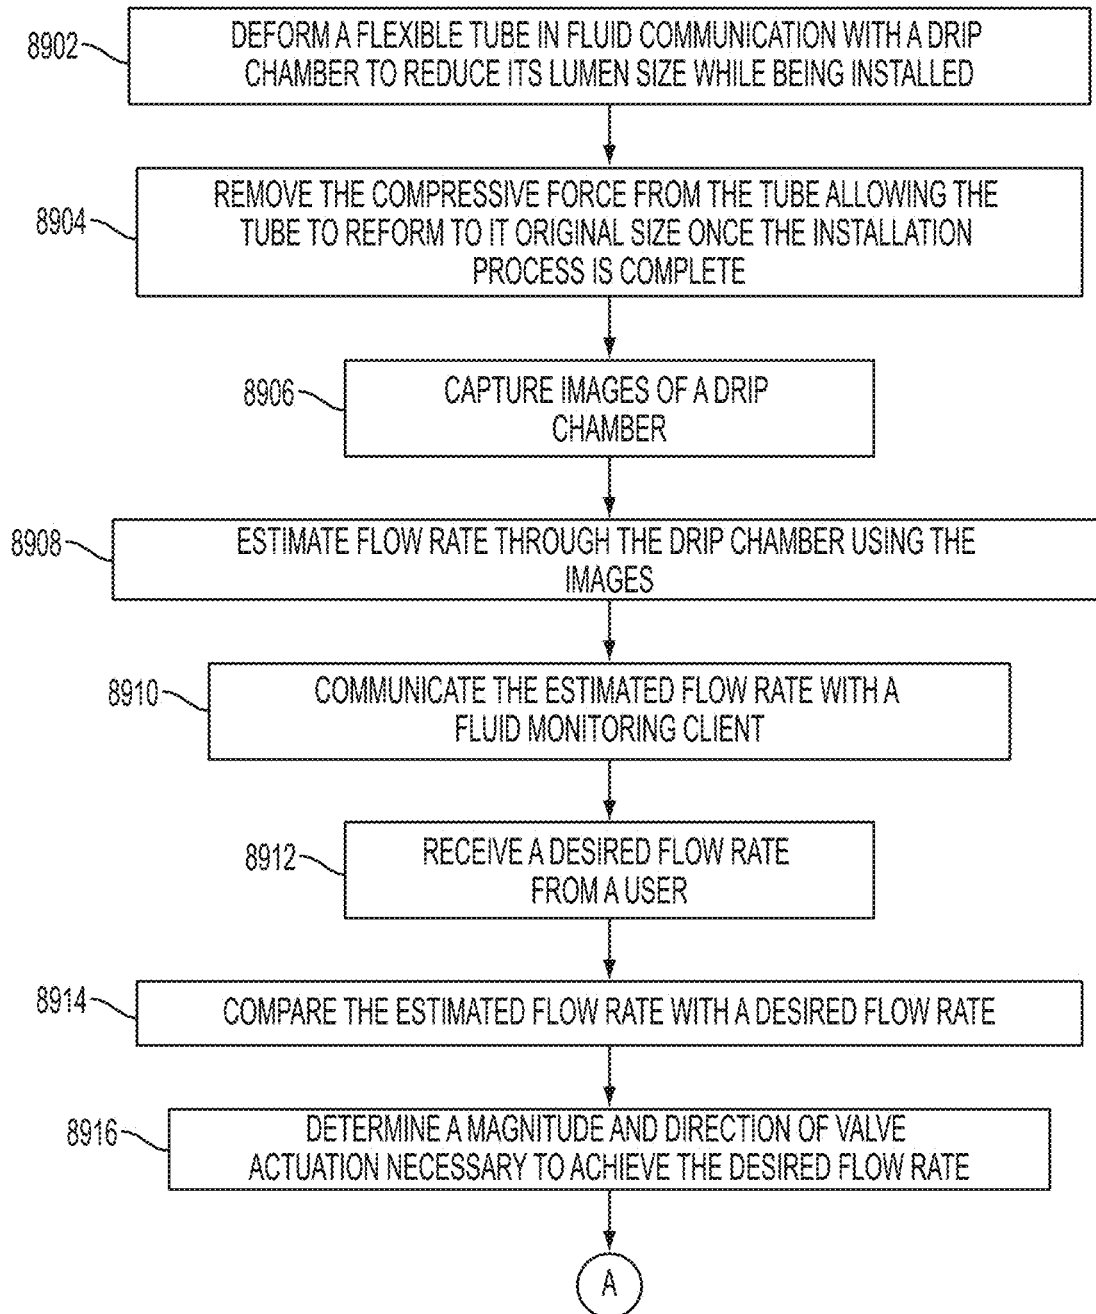 8902
DEFORM A FLEXIBLE TUBE IN FLUID COMMUNICATION WITH A DRIP
CHAMBER TO REDUCE ITS LUMEN SIZE WHILE BEING INSTALLED
8904
REMOVE THE COMPRESSIVE FORCE FROM THE TUBE ALLOWING THE
TUBE TO REFORM TO IT ORIGINAL SIZE ONCE THE INSTALLATION
PROCESS IS COMPLETE
8906
CAPTURE IMAGES OF A DRIP
CHAMBER
8908
ESTIMATE FLOW RATE THROUGH THE DRIP CHAMBER USING THE
IMAGES
8910
COMMUNICATE THE ESTIMATED FLOW RATE WITH A
FLUID MONITORING CLIENT
8912
RECEIVE A DESIRED FLOW RATE
FROM A USER
8914
COMPARE THE ESTIMATED FLOW RATE WITH A DESIRED FLOW RATE
8916
DETERMINE A MAGNITUDE AND DIRECTION OF VALVE
ACTUATION NECESSARY TO ACHIEVE THE DESIRED FLOW RATE
A